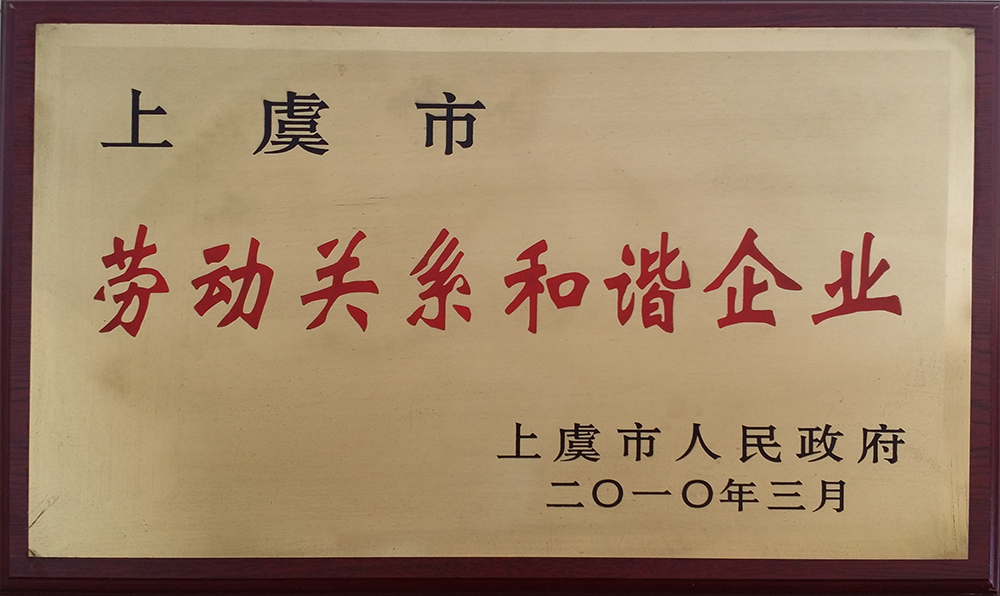 上虞市
劳动关系和谐企业
上虞市人民政府
二〇一〇年三月